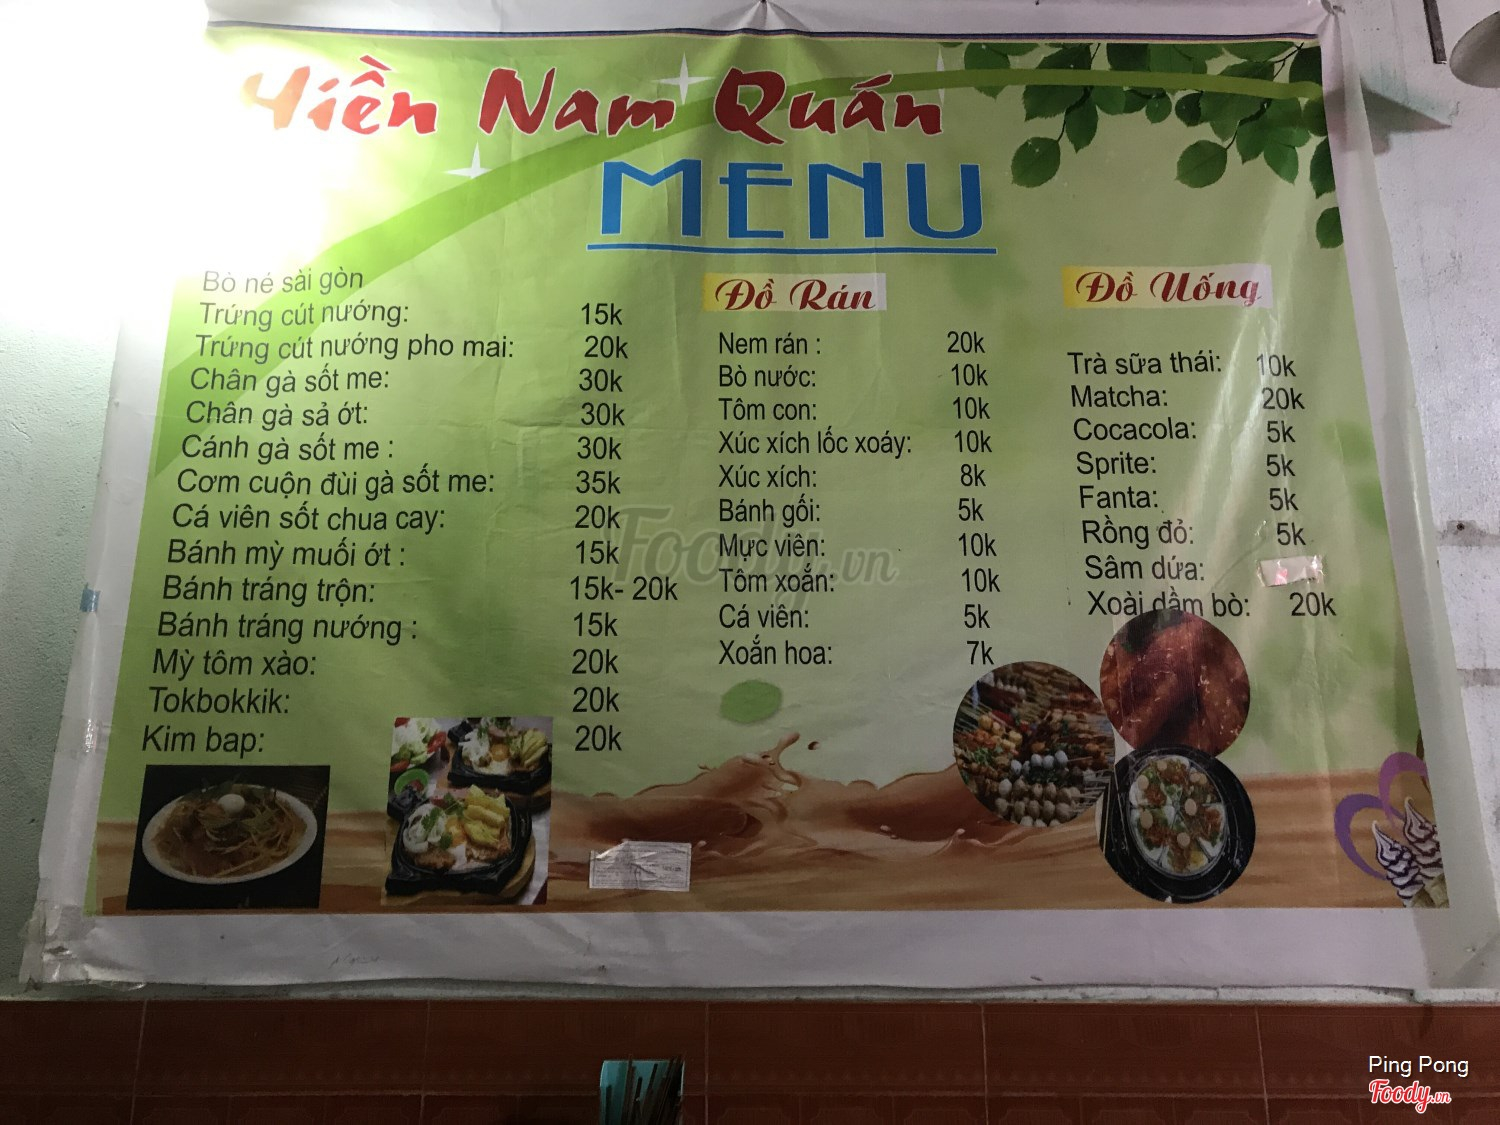 Hiền Nam Quán
MENU
Bò né sài gòn
Trứng cút nướng: 15k
Trứng cút nướng pho mai: 20k
Chân gà sốt me: 30k
Chân gà sả ớt: 30k
Cánh gà sốt me : 30k
Cơm cuộn đùi gà sốt me: 35k
Cá viên sốt chua cay: 20k
Bánh mỳ muối ớt : 15k
Bánh tráng trộn: 15k- 20k
Bánh tráng nướng : 15k
Mỳ tôm xào: 20k
Tokbokkik: 20k
Kim bap: 20k
Đồ Rán
Nem rán : 20k
Bò nước: 10k
Tôm con: 10k
Xúc xích lốc xoáy: 10k
Xúc xích: 8k
Bánh gối: 5k
Mực viên: 10k
Tôm xoắn: 10k
Cá viên: 5k
Xoắn hoa: 7k
Đồ Uống
Trà sữa thái: 10k
Matcha: 20k
Cocacola: 5k
Sprite: 5k
Fanta: 5k
Rồng đỏ: 5k
Sâm dứa:
Xoài dầm bò: 20k
Foody.vn
Ping Pong
Foody.vn